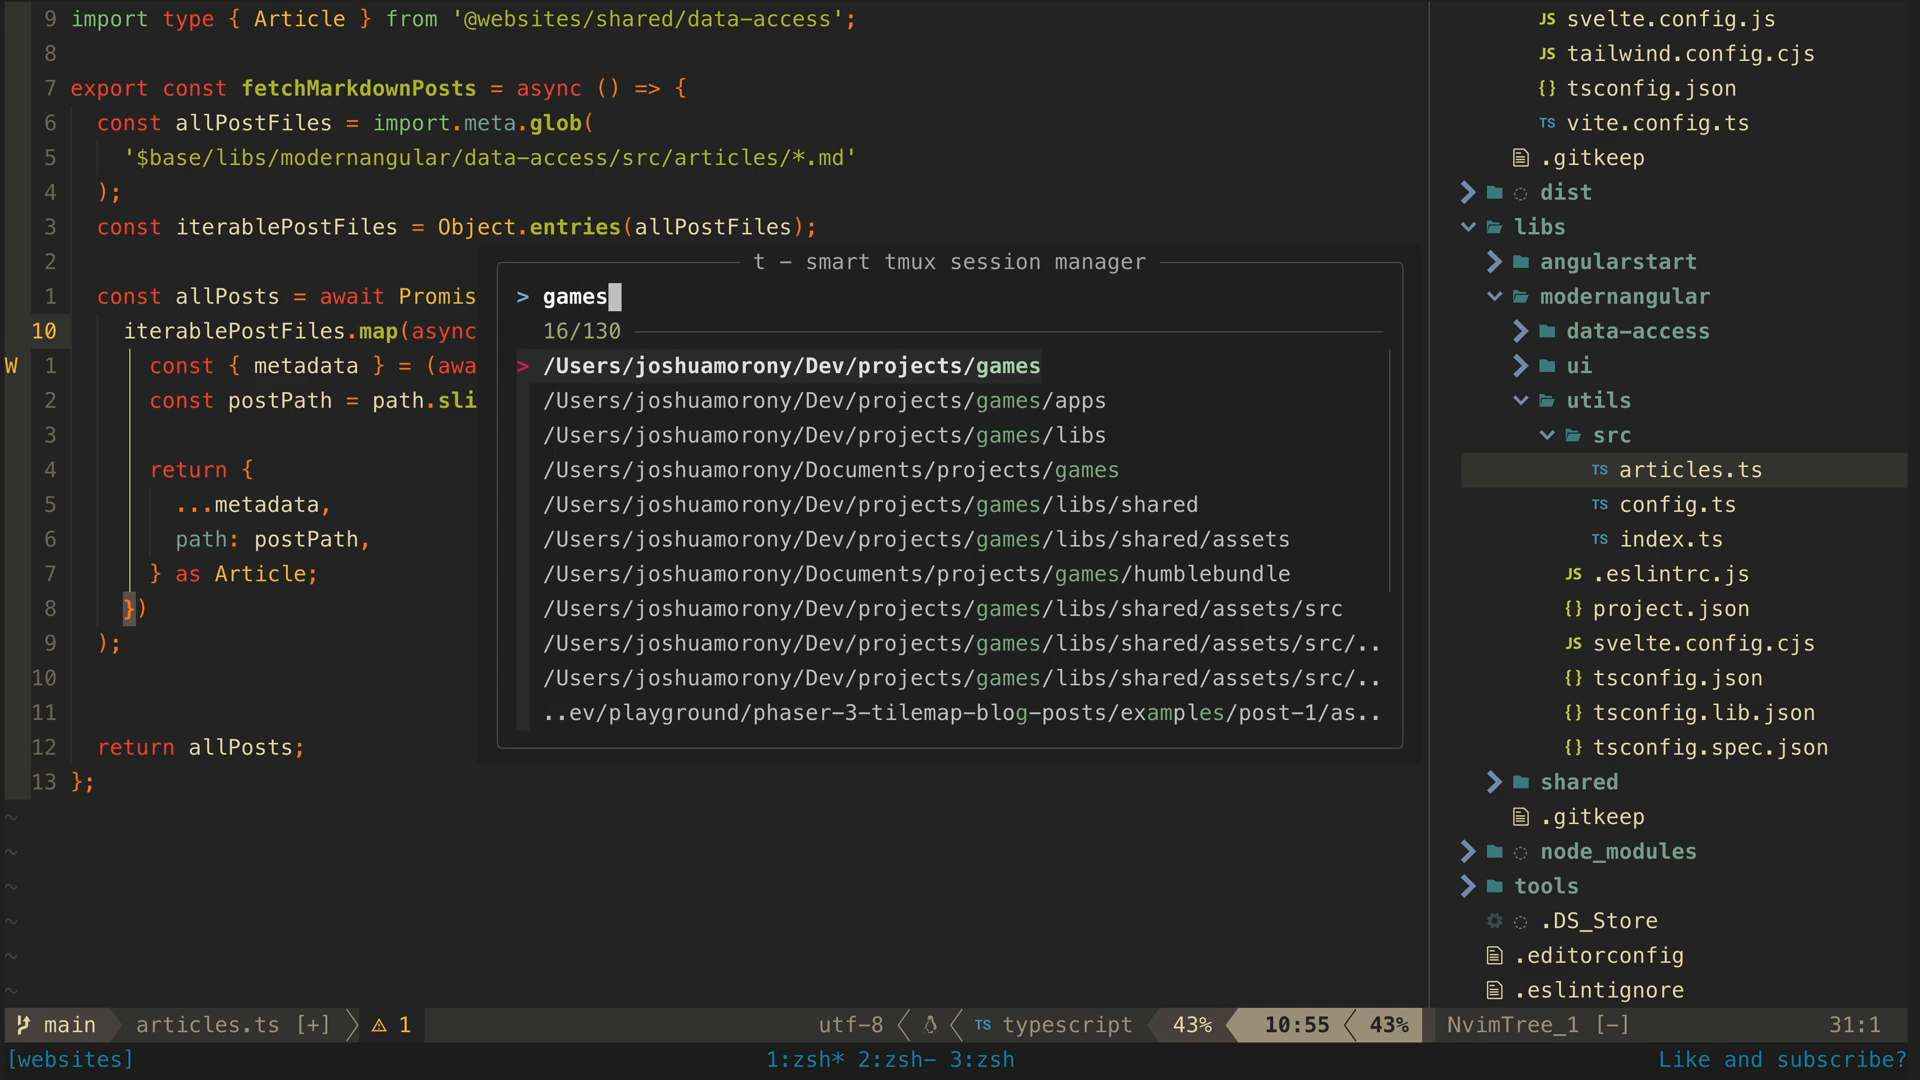 9 import type { Article } from '@websites/shared/data-access';
8
7 export const fetchMarkdownPosts = async () => {
6 const allPostFiles = import.meta.glob(
5 '$base/libs/modernangular/data-access/src/articles/*.md'
4 );
3 const iterablePostFiles = Object.entries(allPostFiles);
2
1 const allPosts = await Promis
10 iterablePostFiles.map(async
W 1 const { metadata } = (awa
2 const postPath = path.sli
3
4 return {
5 ...metadata,
6 path: postPath,
7 } as Article;
8 })
9 );
10
11
12 return allPosts;
13 };
~
~
~
~
~
~
t – smart tmux session manager
> games
16/130
> /Users/joshuamorony/Dev/projects/games
/Users/joshuamorony/Dev/projects/games/apps
/Users/joshuamorony/Dev/projects/games/libs
/Users/joshuamorony/Documents/projects/games
/Users/joshuamorony/Dev/projects/games/libs/shared
/Users/joshuamorony/Dev/projects/games/libs/shared/assets
/Users/joshuamorony/Documents/projects/games/humblebundle
/Users/joshuamorony/Dev/projects/games/libs/shared/assets/src
/Users/joshuamorony/Dev/projects/games/libs/shared/assets/src/..
/Users/joshuamorony/Dev/projects/games/libs/shared/assets/src/..
..ev/playground/phaser-3-tilemap-blog-posts/examples/post-1/as..
JS svelte.config.js
JS tailwind.config.cjs
{} tsconfig.json
TS vite.config.ts
.gitkeep
dist
libs
angularstart
modernangular
data-access
ui
utils
src
TS articles.ts
TS config.ts
TS index.ts
JS .eslintrc.js
{} project.json
JS svelte.config.cjs
{} tsconfig.json
{} tsconfig.lib.json
{} tsconfig.spec.json
shared
.gitkeep
node_modules
tools
.DS_Store
.editorconfig
.eslintignore
main articles.ts [+] 1 utf-8 TS typescript 43% 10:55 43% NvimTree_1 [-] 31:1
[websites] 1:zsh* 2:zsh- 3:zsh Like and subscribe?